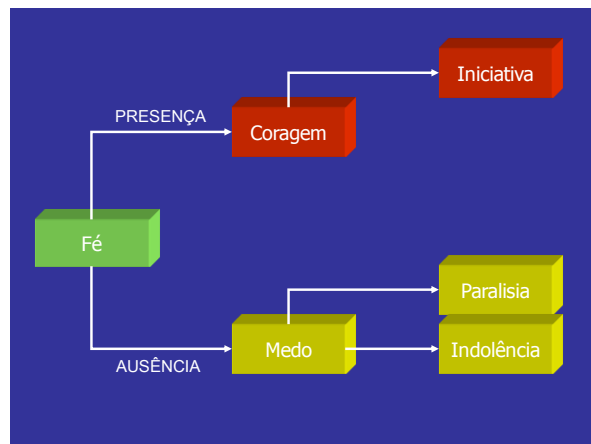 Iniciativa
PRESENÇA
Coragem
Fé
Paralisia
Medo
Indolência
AUSÊNCIA